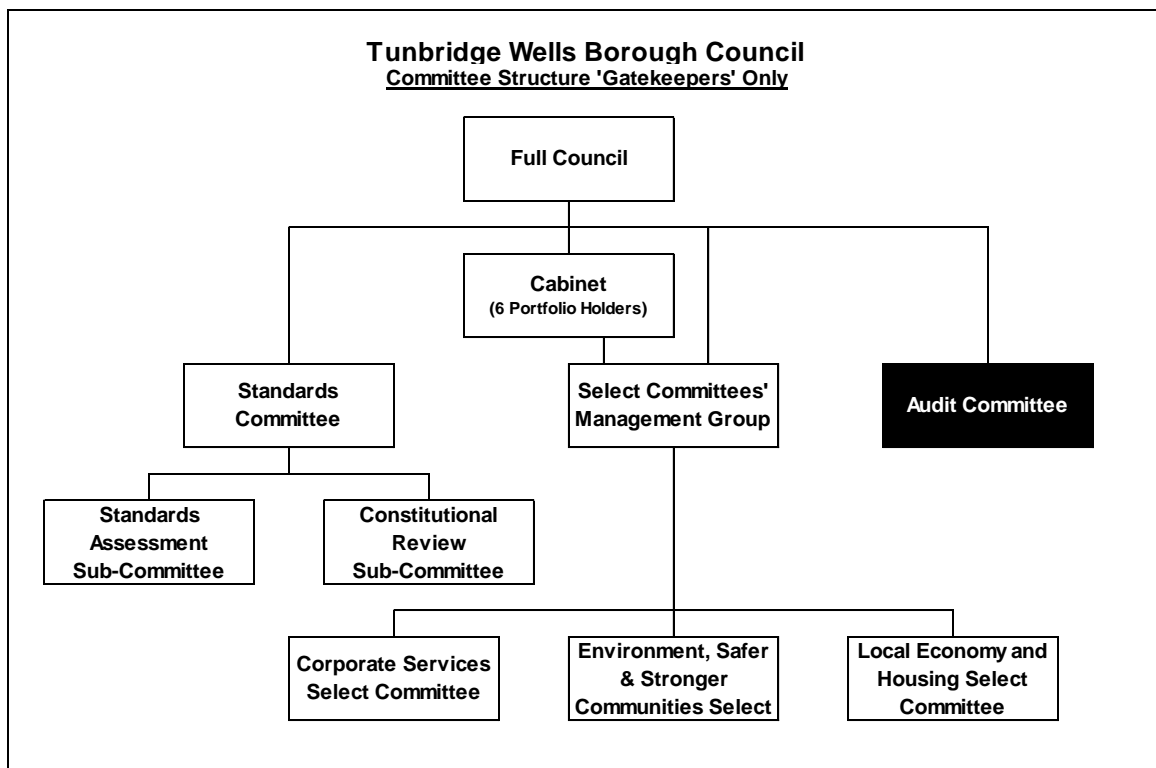 Tunbridge Wells Borough Council
Committee Structure 'Gatekeepers' Only
Full Council
Cabinet
(6 Portfolio Holders)
Standards
Committee
Select Committees'
Management Group
Audit Committee
Standards
Assessment
Sub-Committee
Constitutional
Review
Sub-Committee
Corporate Services
Select Committee
Environment, Safer
& Stronger
Communities Select
Local Economy and
Housing Select
Committee